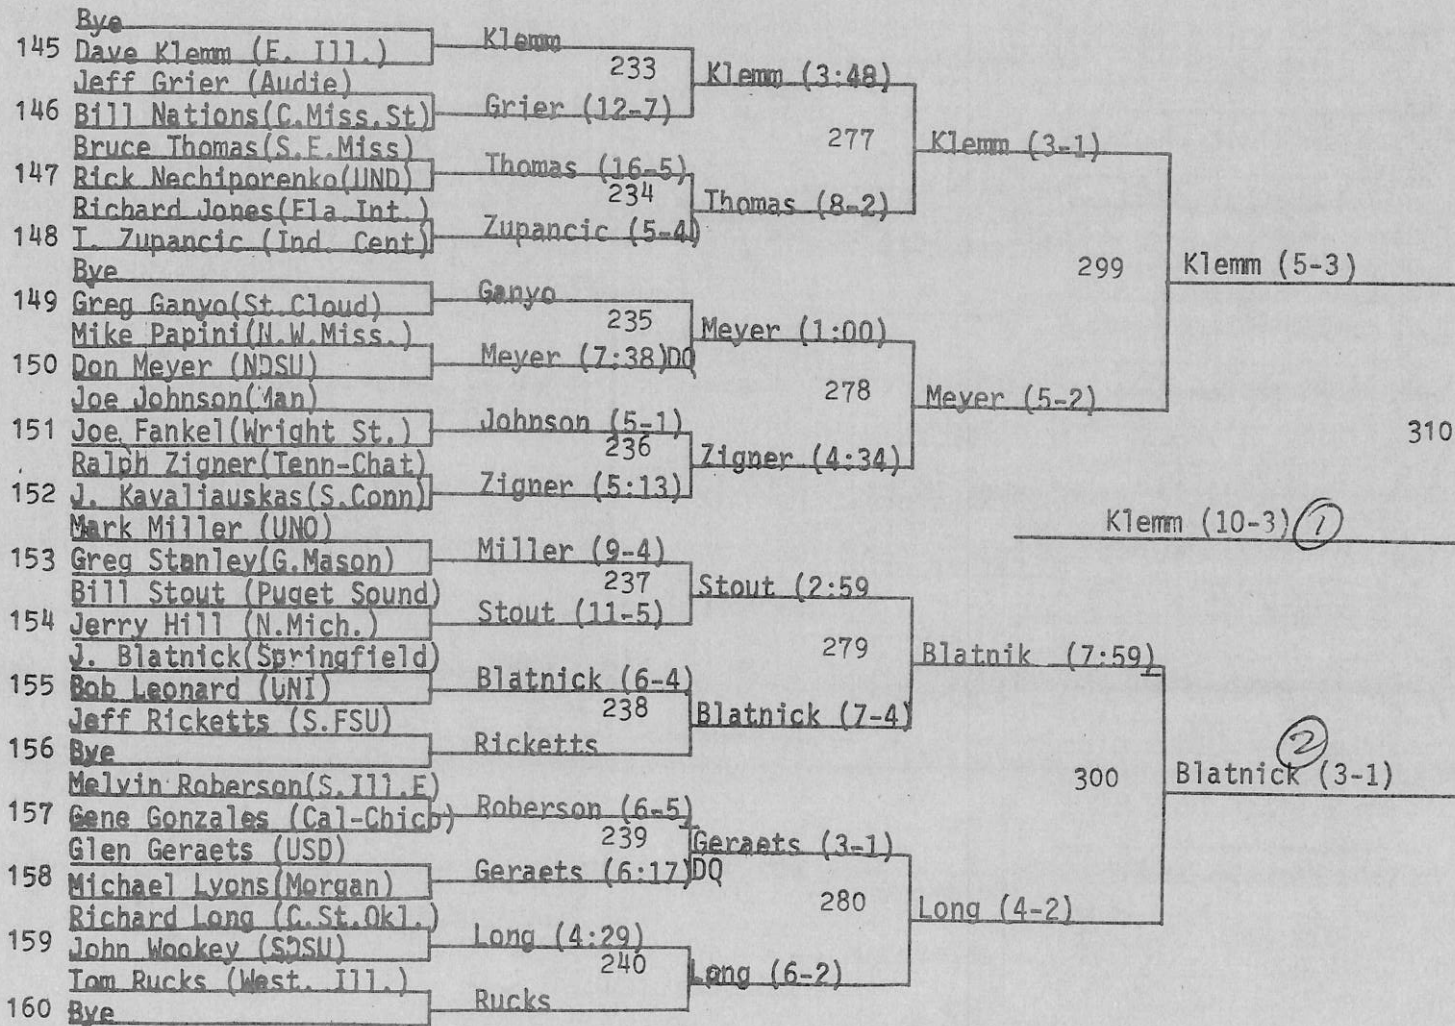 Bye
145 Dave Klemm (E. Ill.)
Jeff Grier (Audie)
146 Bill Nations(C.Miss.St)
Bruce Thomas(S.E.Miss)
147 Rick Nechiporenko(UND)
Richard Jones(Fla.Int.)
148 T. Zupancic (Ind. Cent)
Bye
149 Greg Ganyo(St.Cloud)
Mike Papini(N.W.Miss.)
150 Don Meyer (NDSU)
Joe Johnson(Man)
151 Joe Fankel(Wright St.)
Ralph Zigner(Tenn-Chat)
152 J. Kavaliauskas(S.Conn)
Mark Miller (UNO)
153 Greg Stanley(G.Mason)
Bill Stout (Puget Sound)
154 Jerry Hill (N.Mich.)
J. Blatnick(Springfield)
155 Bob Leonard (UNI)
Jeff Ricketts (S.FSU)
156 Bye
Melvin Roberson(S.Ill.E)
157 Gene Gonzales (Cal-Chico)
Glen Geraets (USD)
158 Michael Lyons(Morgan)
Richard Long (C.St.Okl.)
159 John Wookey (SDSU)
Tom Rucks (West. Ill.)
160 Bye
Klemm
233
Grier (12-7)
Thomas (16-5)
234
Zupancic (5-4)
Ganyo
235
Meyer (7:38)DQ
Johnson (5-1)
236
Zigner (5:13)
Miller (9-4)
237
Stout (11-5)
Blatnick (6-4)
238
Ricketts
Roberson (6-5)
239
Geraets (6:17)DQ
Long (4:29)
240
Rucks
Klemm (3:48)
277
Thomas (8-2)
Meyer (1:00)
278
Zigner (4:34)
Stout (2:59
279
Blatnick (7-4)
Geraets (3-1)
280
Long (6-2)
Klemm (3-1)
299
Meyer (5-2)
Blatnik (7:59)
300
Long (4-2)
Klemm (5-3)
310
Klemm (10-3) 1
2
Blatnick (3-1)